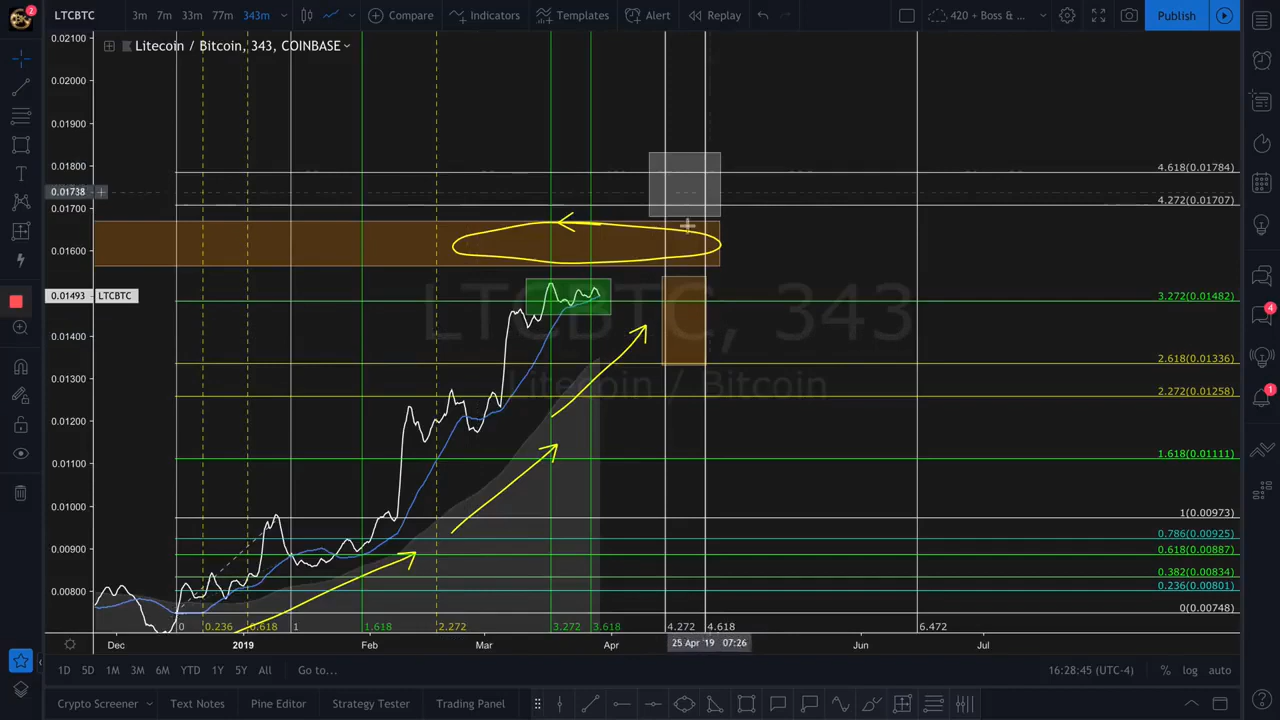 2
LTCBTC
3m 7m 33m 77m 343m
Compare
Indicators
Templates
Alert
Replay
420 + Boss & ...
Publish
Litecoin / Bitcoin, 343, COINBASE
0.02100
0.02000
0.01900
0.01800
0.01738
0.01700
0.01600
0.01493 LTCBTC
0.01400
0.01300
0.01200
0.01100
0.01000
0.00900
0.00800
4.618(0.01784)
4.272(0.01707)
3.272(0.01482)
2.618(0.01336)
2.272(0.01258)
1.618(0.01111)
1(0.00973)
0.786(0.00925)
0.618(0.00887)
0.382(0.00834)
0.236(0.00801)
0(0.00748)
LTCBTC, 343
Litecoin / Bitcoin
0 0.236 0.618 1 1.618 2.272 3.272 3.618 4.272 4.618 6.472
Dec 2019 Feb Mar Apr 25 Apr '19 07:26 Jun Jul
1D 5D 1M 3M 6M YTD 1Y 5Y All Go to...
16:28:45 (UTC-4) % log auto
Crypto Screener Text Notes Pine Editor Strategy Tester Trading Panel
4
1